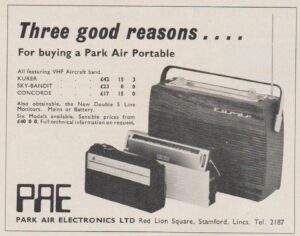 Three good reasons . . . .
For buying a Park Air Portable
All featuring VHF Aircraft band.
KURER £42 15 3
SKY-BANDIT £23 0 0
CONCORDE £17 15 0
Also obtainable, the New Double S Line
Monitors. Mains or Battery.
Six Models available. Sensible prices from
£40 0 0. Full technical information on request.
Kurer
PAE
PARK AIR ELECTRONICS LTD Red Lion Square, Stamford, Lincs. Tel. 2187